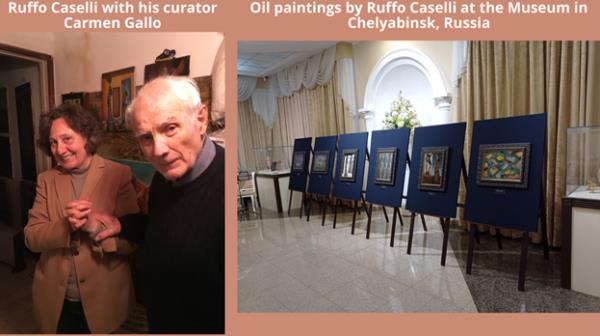 Ruffo Caselli with his curator
Carmen Gallo
Oil paintings by Ruffo Caselli at the Museum in
Chelyabinsk, Russia